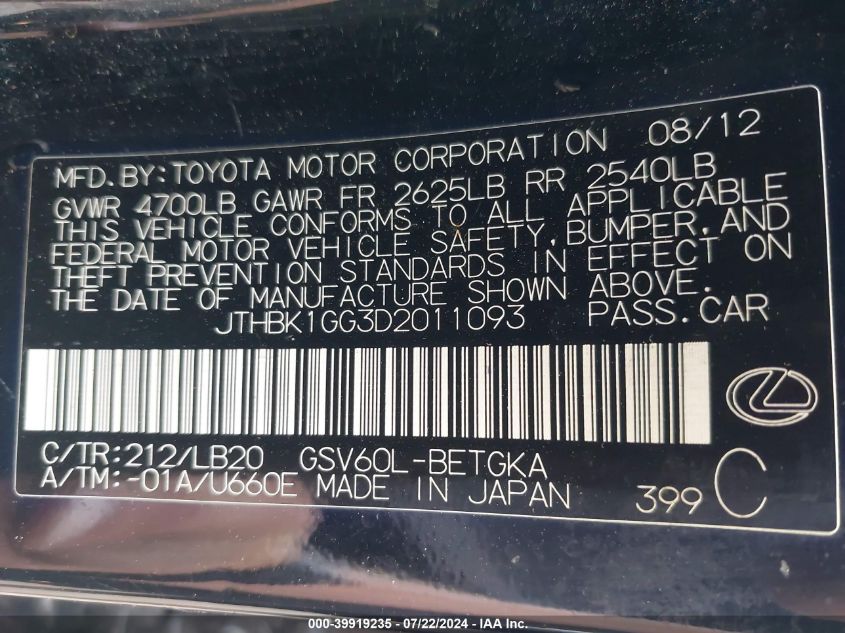 MFD.BY:TOYOTA MOTOR CORPORATION 08/12
GVWR 4700LB GAWR FR 2625LB RR 2540LB
THIS VEHICLE CONFORMS TO ALL APPLICABLE
FEDERAL MOTOR VEHICLE SAFETY,BUMPER,AND
THEFT PREVENTION STANDARDS IN EFFECT ON
THE DATE OF MANUFACTURE SHOWN ABOVE.
JTHBK1GG3D2011093 PASS.CAR
C/TR:212/LB20 GSV60L-BETGKA
A/TM:-01A/U660E MADE IN JAPAN 399 C
000-39919235 - 07/22/2024 - IAA Inc.